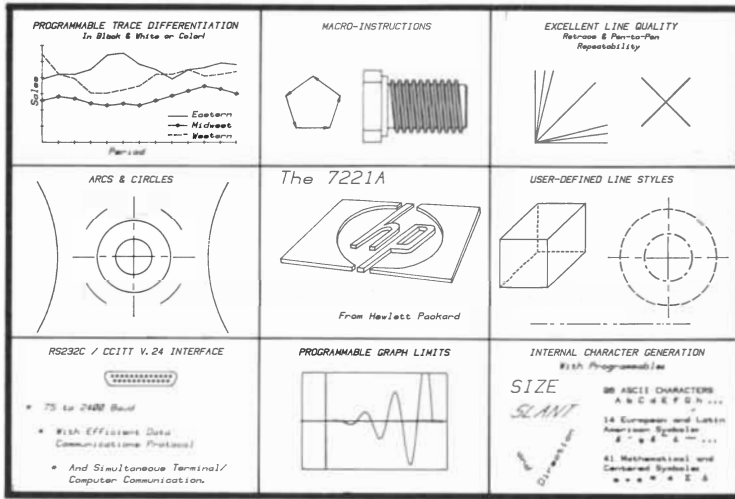 PROGRAMMABLE TRACE DIFFERENTIATION
In Black & White or Color!
Sales
Eastern
Midwest
Western
Period
MACRO-INSTRUCTIONS
EXCELLENT LINE QUALITY
Retrace & Pen-to-Pen
Repeatability
ARCS & CIRCLES
The 7221A
hp
From Hewlett Packard
USER-DEFINED LINE STYLES
RS232C / CCITT V.24 INTERFACE
75 to 2400 Baud
With Efficient Data
Communications Protocol
And Simultaneous Terminal/
Computer Communication.
PROGRAMMABLE GRAPH LIMITS
INTERNAL CHARACTER GENERATION
With Programmable
SIZE
SLANT
and
Direction
ASCII CHARACTERS
A b C d E F G h ...
14 European and Latin
American Symbols
41 Mathematical and
Centered Symbols